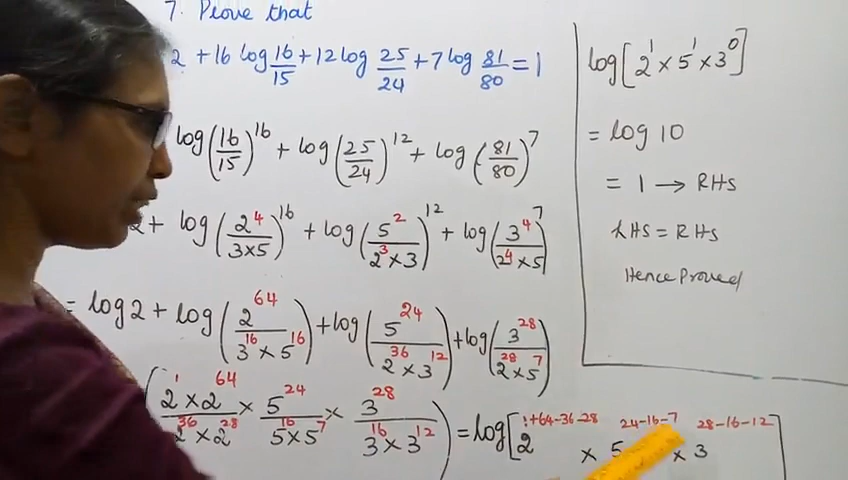 7. Prove that
2 + 16 log 16/15 + 12 log 25/24 + 7 log 81/80 = 1
log(16/15)^16 + log(25/24)^12 + log(81/80)^7
2 + log(2^4/(3×5))^16 + log(5^2/(2^3×3))^12 + log(3^4/(2^4×5))^7
= log 2 + log(2^64/(3^16×5^16)) + log(5^24/(2^36×3^12)) + log(3^28/(2^28×5^7))
((2^1×2^64)/(2^36×2^28) × 5^24/(5^16×5^7) × 3^28/(3^16×3^12)) = log[2^(1+64-36-28) × 5^(24-16-7) × 3^(28-16-12)]
log[2^1 × 5^1 × 3^0]
= log 10
= 1 → RHS
LHS = RHS
Hence Proved